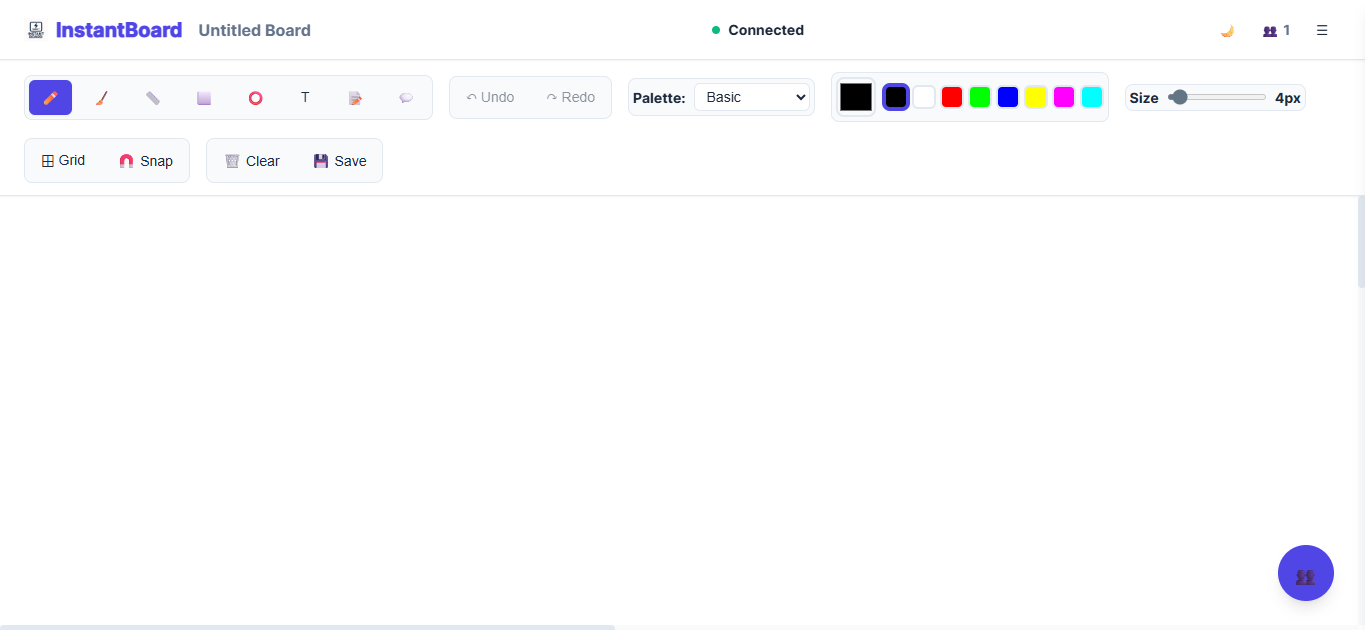 InstantBoard Untitled Board Connected 1
T Undo Redo Palette: Basic Size 4px
Grid Snap Clear Save